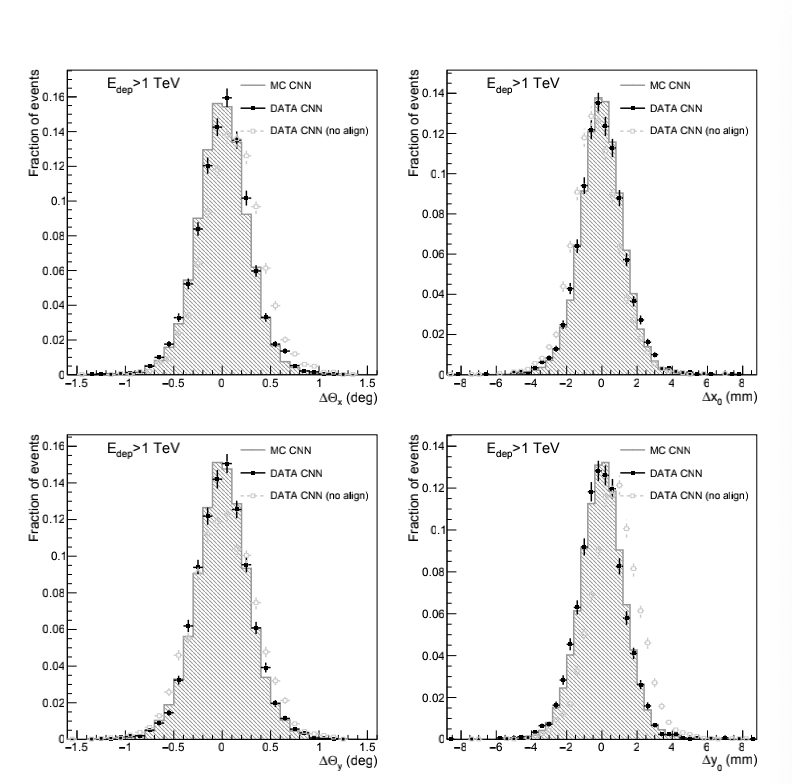 Fraction of events
E_dep>1 TeV
MC CNN
DATA CNN
DATA CNN (no align)
0.16
0.14
0.12
0.1
0.08
0.06
0.04
0.02
0
−1.5 −1 −0.5 0 0.5 1 1.5
ΔΘ_x (deg)
Fraction of events
E_dep>1 TeV
MC CNN
DATA CNN
DATA CNN (no align)
0.14
0.12
0.1
0.08
0.06
0.04
0.02
0
−8 −6 −4 −2 0 2 4 6 8
Δx_0 (mm)
Fraction of events
E_dep>1 TeV
MC CNN
DATA CNN
DATA CNN (no align)
0.16
0.14
0.12
0.1
0.08
0.06
0.04
0.02
0
−1.5 −1 −0.5 0 0.5 1 1.5
ΔΘ_y (deg)
Fraction of events
E_dep>1 TeV
MC CNN
DATA CNN
DATA CNN (no align)
0.14
0.12
0.1
0.08
0.06
0.04
0.02
0
−8 −6 −4 −2 0 2 4 6 8
Δy_0 (mm)